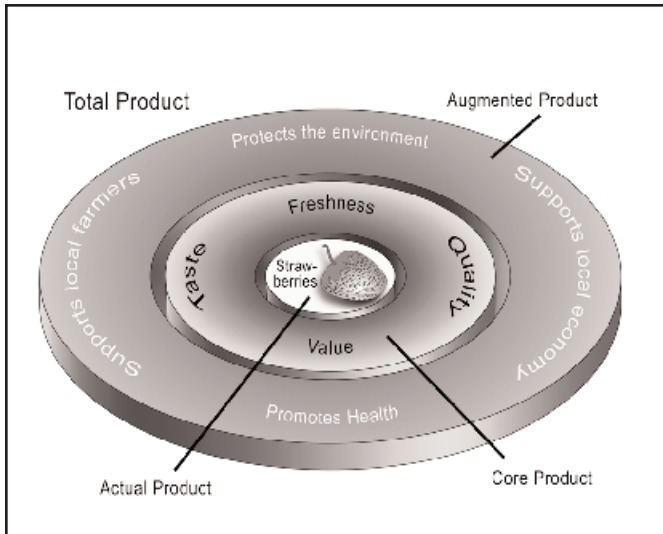 Total Product
Augmented Product
Protects the environment
Supports local farmers
Supports local economy
Freshness
Taste
Quality
Straw-
berries
Value
Promotes Health
Actual Product
Core Product